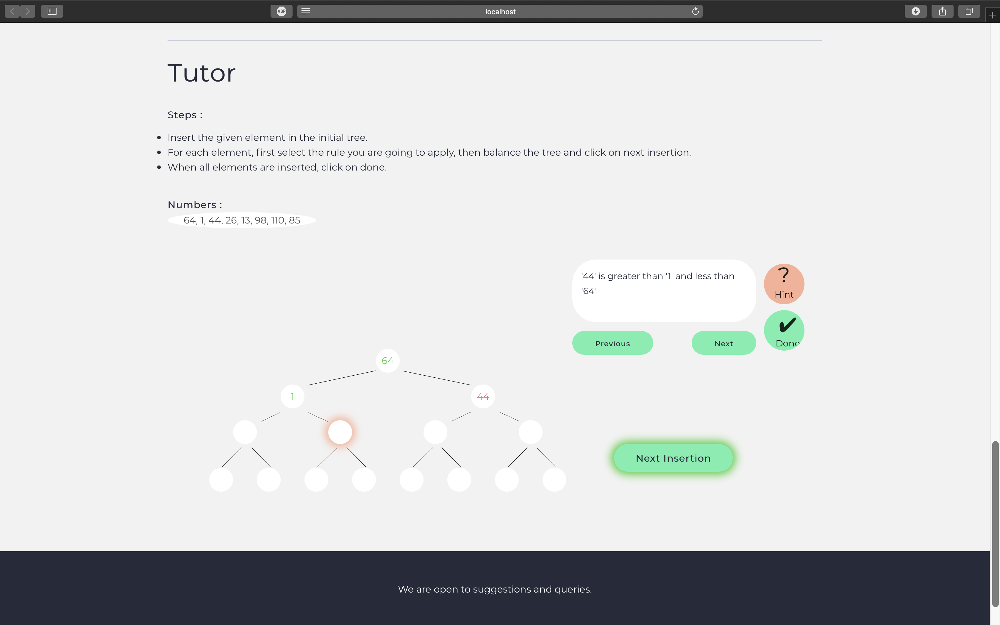 ABP
localhost
Tutor
Steps :
Insert the given element in the initial tree.
For each element, first select the rule you are going to apply, then balance the tree and click on next insertion.
When all elements are inserted, click on done.
Numbers :
64, 1, 44, 26, 13, 98, 110, 85
'44' is greater than '1' and less than
'64'
?
Hint
Done
Previous
Next
64
1
44
Next Insertion
We are open to suggestions and queries.